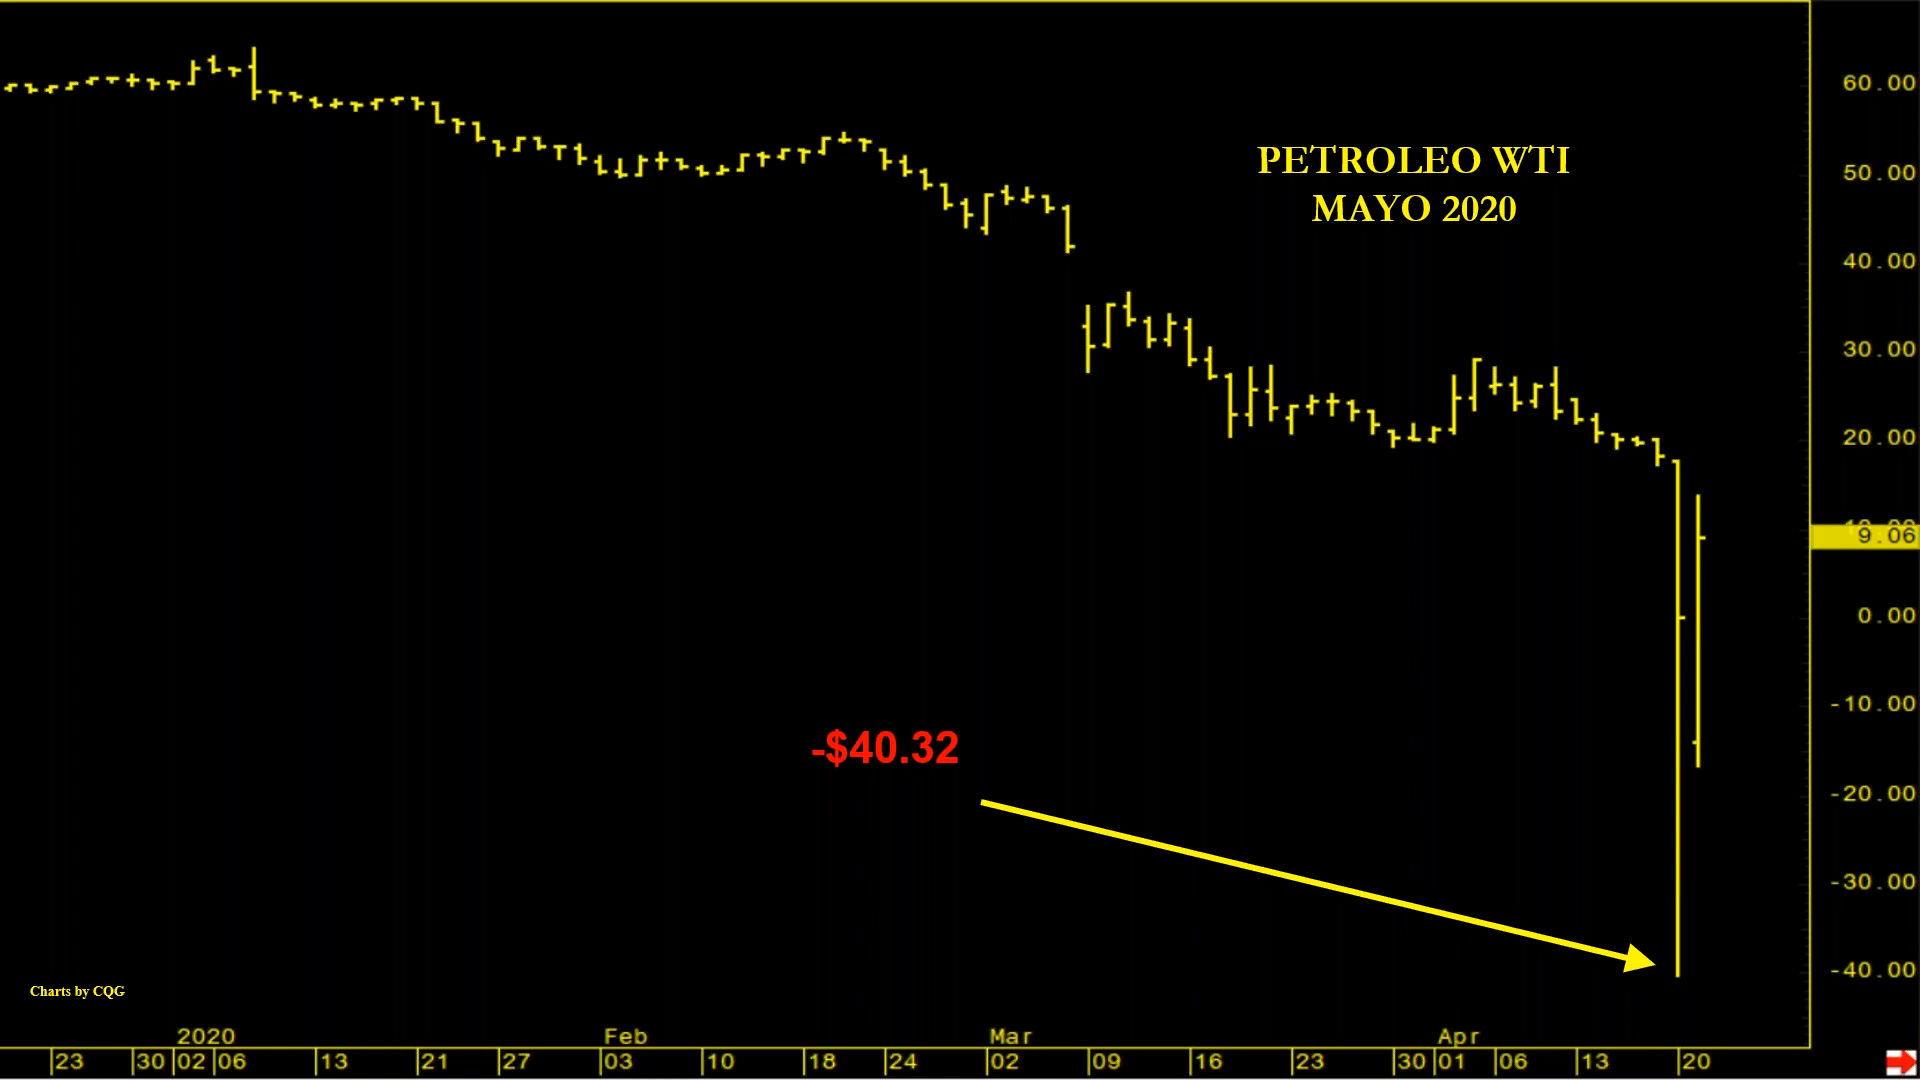 PETROLEO WTI
MAYO 2020
60.00
50.00
40.00
30.00
20.00
9.06
0.00
-10.00
-20.00
-30.00
-40.00
-$40.32
Charts by CQG
2020 Feb Mar Apr
23 30 02 06 13 21 27 03 10 18 24 02 09 16 23 30 01 06 13 20